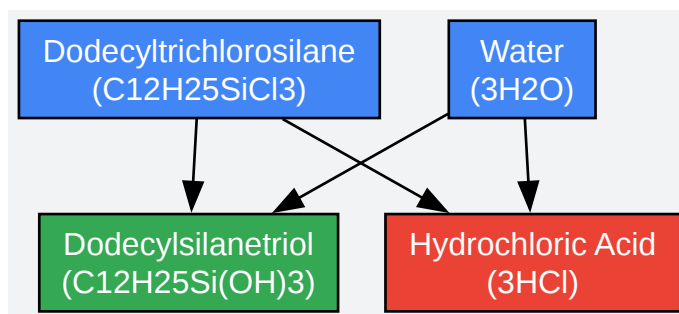 Dodecyltrichlorosilane
(C12H25SiCl3)
Water
(3H2O)
Dodecylsilanetriol
(C12H25Si(OH)3)
Hydrochloric Acid
(3HCl)